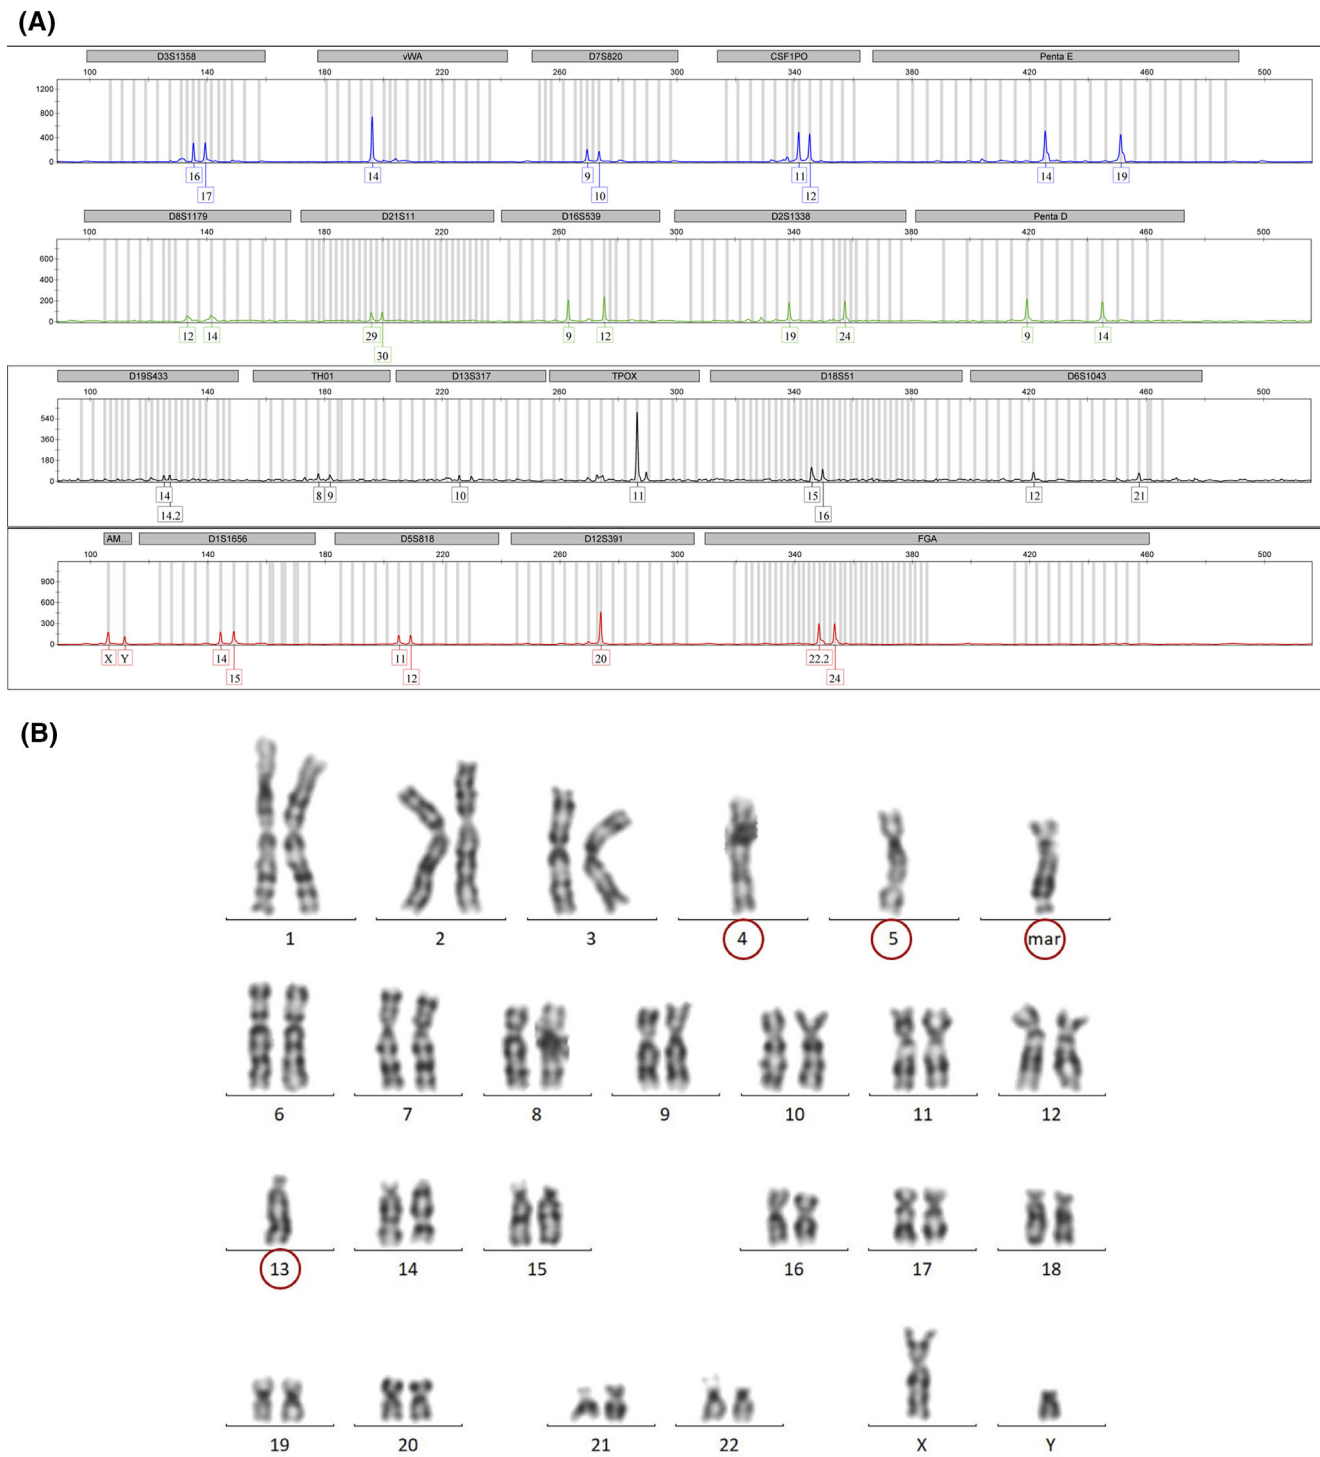 (A)
D3S1358 vWA D7S820 CSF1PO Penta E
100 140 180 220 260 300 340 380 420 460 500
1200
800
400
0
16 14 9 11 14 19
17 10 12
D8S1179 D21S11 D16S539 D2S1338 Penta D
100 140 180 220 260 300 340 380 420 460 500
600
400
200
0
12 14 29 9 12 19 24 9 14
30
D19S433 TH01 D13S317 TPOX D18S51 D6S1043
100 140 180 220 260 300 340 380 420 460 500
540
360
180
0
14 8 9 10 11 15 12 21
14.2 16
AM... D1S1656 D5S818 D12S391 FGA
100 140 180 220 260 300 340 380 420 460 500
900
600
300
0
X Y 14 11 20 22.2
15 12 24
(B)
1 2 3 4 5 mar
6 7 8 9 10 11 12
13 14 15 16 17 18
19 20 21 22 X Y